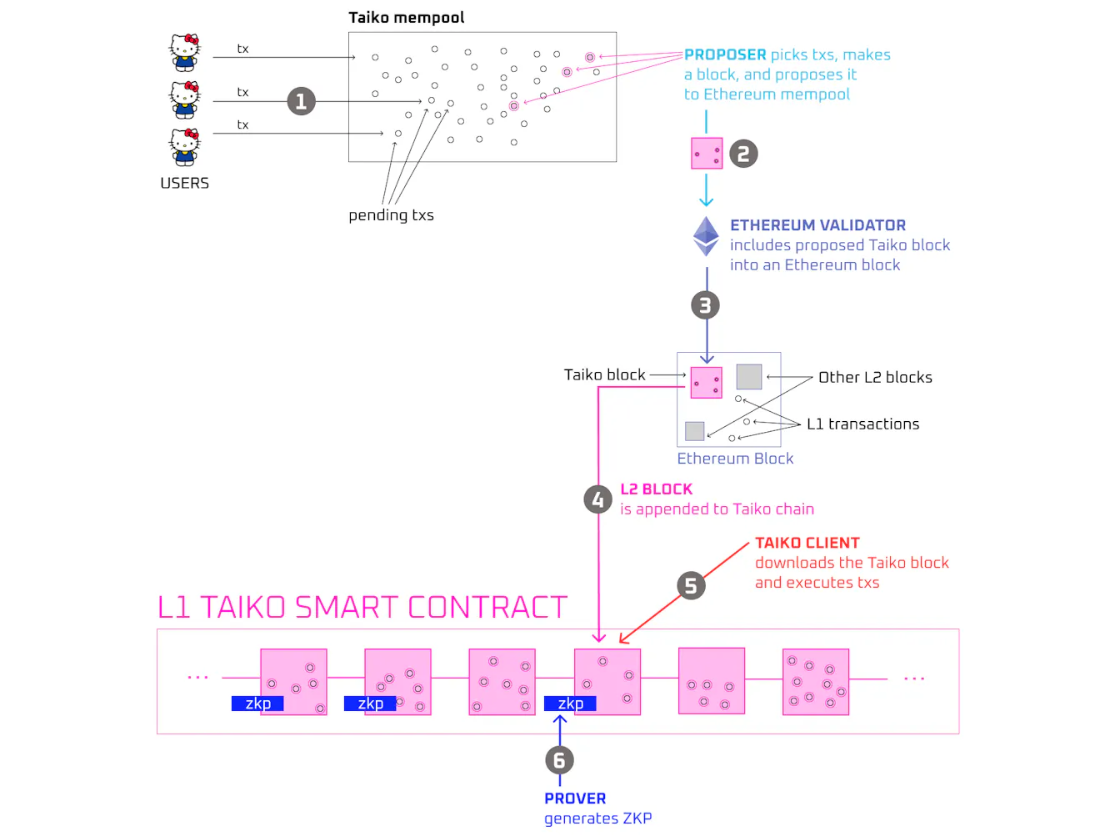 Taiko mempool
tx
tx
1
tx
USERS
pending txs
PROPOSER picks txs, makes
a block, and proposes it
to Ethereum mempool
2
ETHEREUM VALIDATOR
includes proposed Taiko block
into an Ethereum block
3
Taiko block
Other L2 blocks
L1 transactions
Ethereum Block
4
L2 BLOCK
is appended to Taiko chain
TAIKO CLIENT
downloads the Taiko block
and executes txs
5
L1 TAIKO SMART CONTRACT
...
...
zkp
zkp
zkp
6
PROVER
generates ZKP